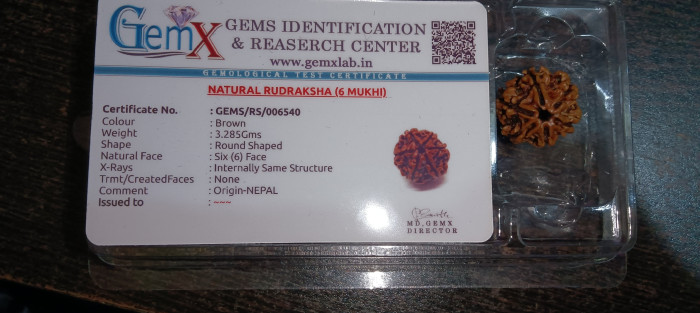 GemX
GEMS IDENTIFICATION
& REASERCH CENTER
www.gemxlab.in
GEMOLOGICAL TEST CERTIFICATE
NATURAL RUDRAKSHA (6 MUKHI)
Certificate No. : GEMS/RS/006540
Colour : Brown
Weight : 3.285Gms
Shape : Round Shaped
Natural Face : Six (6) Face
X-Rays : Internally Same Structure
Trmt/CreatedFaces : None
Comment : Origin-NEPAL
Issued to : ---
MD.GEMX
DIRECTOR